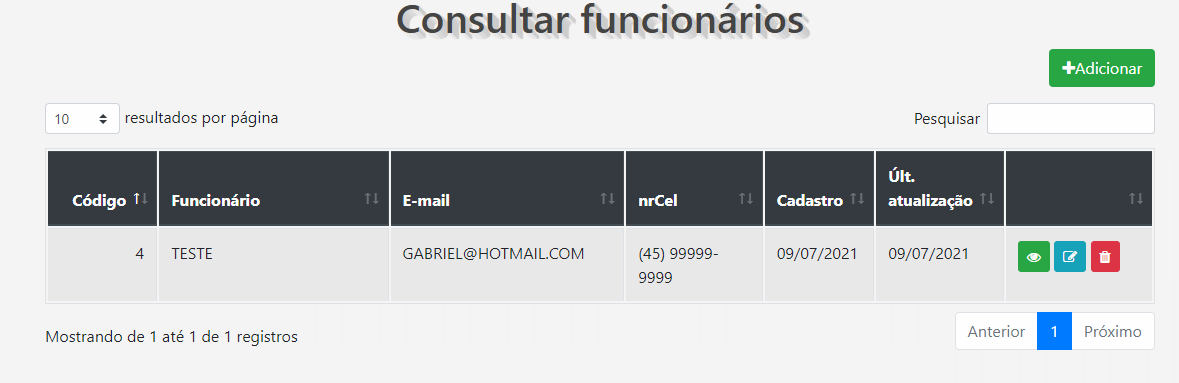 Consultar funcionários
+Adicionar
10 resultados por página Pesquisar
Código Funcionário E-mail nrCel Cadastro Últ.
atualização
4 TESTE GABRIEL@HOTMAIL.COM (45) 99999-
9999 09/07/2021 09/07/2021
Mostrando de 1 até 1 de 1 registros
Anterior 1 Próximo